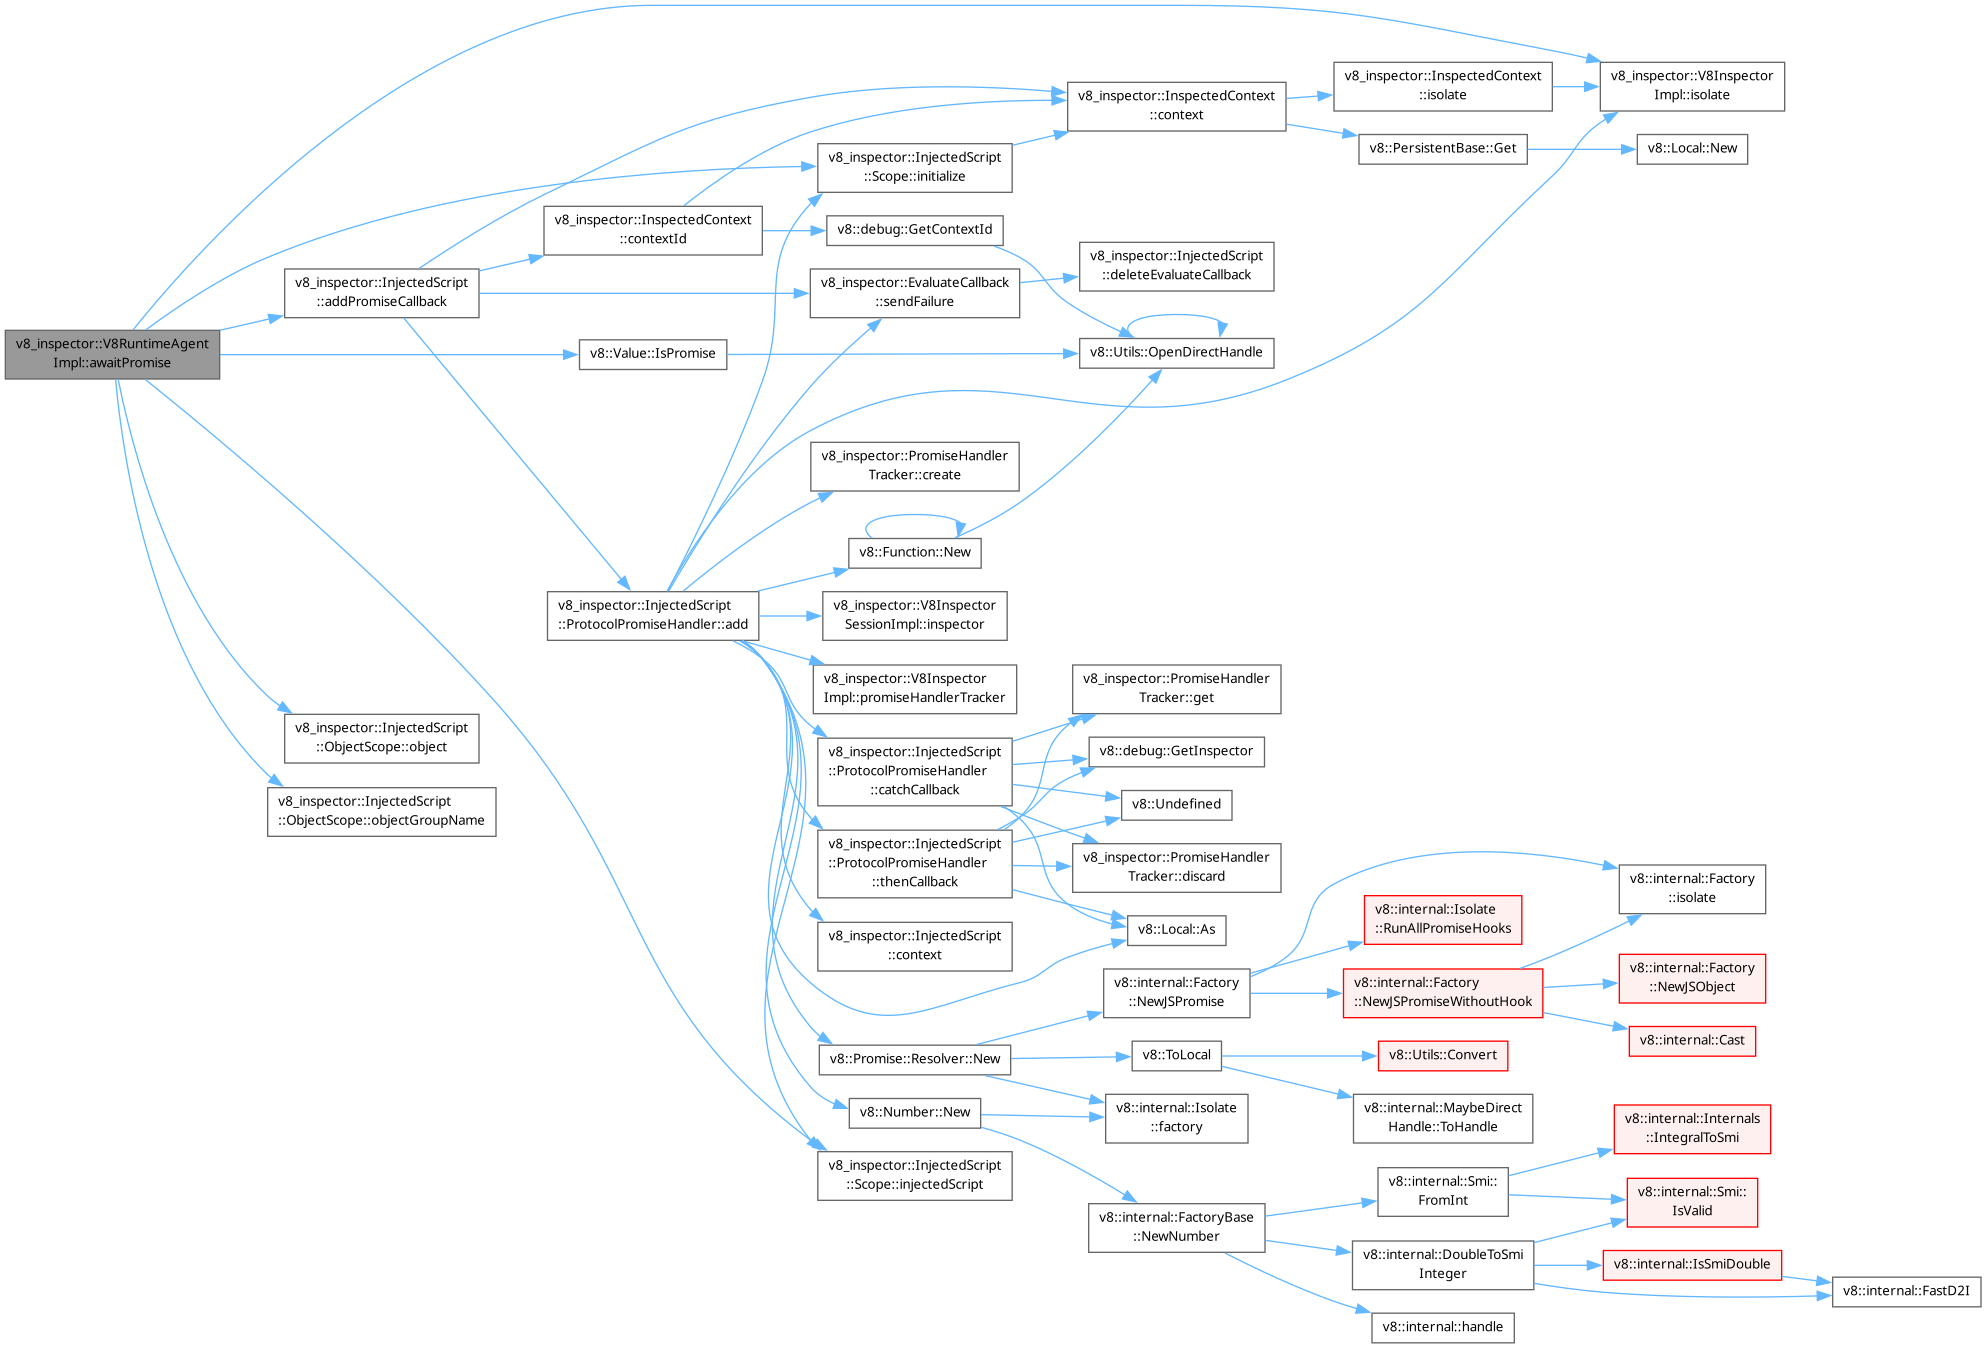 v8_inspector::V8RuntimeAgent
Impl::awaitPromise
v8_inspector::InjectedScript
::addPromiseCallback
v8_inspector::InjectedScript
::ObjectScope::object
v8_inspector::InjectedScript
::ObjectScope::objectGroupName
v8_inspector::InspectedContext
::contextId
v8::Value::IsPromise
v8_inspector::InjectedScript
::ProtocolPromiseHandler::add
v8_inspector::InjectedScript
::Scope::initialize
v8::debug::GetContextId
v8_inspector::EvaluateCallback
::sendFailure
v8_inspector::PromiseHandler
Tracker::create
v8::Function::New
v8_inspector::V8Inspector
SessionImpl::inspector
v8_inspector::V8Inspector
Impl::promiseHandlerTracker
v8_inspector::InjectedScript
::ProtocolPromiseHandler
::catchCallback
v8_inspector::InjectedScript
::ProtocolPromiseHandler
::thenCallback
v8_inspector::InjectedScript
::context
v8::Promise::Resolver::New
v8::Number::New
v8_inspector::InjectedScript
::Scope::injectedScript
v8_inspector::InspectedContext
::context
v8_inspector::InjectedScript
::deleteEvaluateCallback
v8::Utils::OpenDirectHandle
v8_inspector::PromiseHandler
Tracker::get
v8::debug::GetInspector
v8::Undefined
v8_inspector::PromiseHandler
Tracker::discard
v8::Local::As
v8::internal::Factory
::NewJSPromise
v8::ToLocal
v8::internal::Isolate
::factory
v8::internal::FactoryBase
::NewNumber
v8_inspector::InspectedContext
::isolate
v8::PersistentBase::Get
v8::internal::Isolate
::RunAllPromiseHooks
v8::internal::Factory
::NewJSPromiseWithoutHook
v8::Utils::Convert
v8::internal::MaybeDirect
Handle::ToHandle
v8::internal::Smi::
FromInt
v8::internal::DoubleToSmi
Integer
v8::internal::handle
v8_inspector::V8Inspector
Impl::isolate
v8::Local::New
v8::internal::Factory
::isolate
v8::internal::Factory
::NewJSObject
v8::internal::Cast
v8::internal::Internals
::IntegralToSmi
v8::internal::Smi::
IsValid
v8::internal::IsSmiDouble
v8::internal::FastD2I